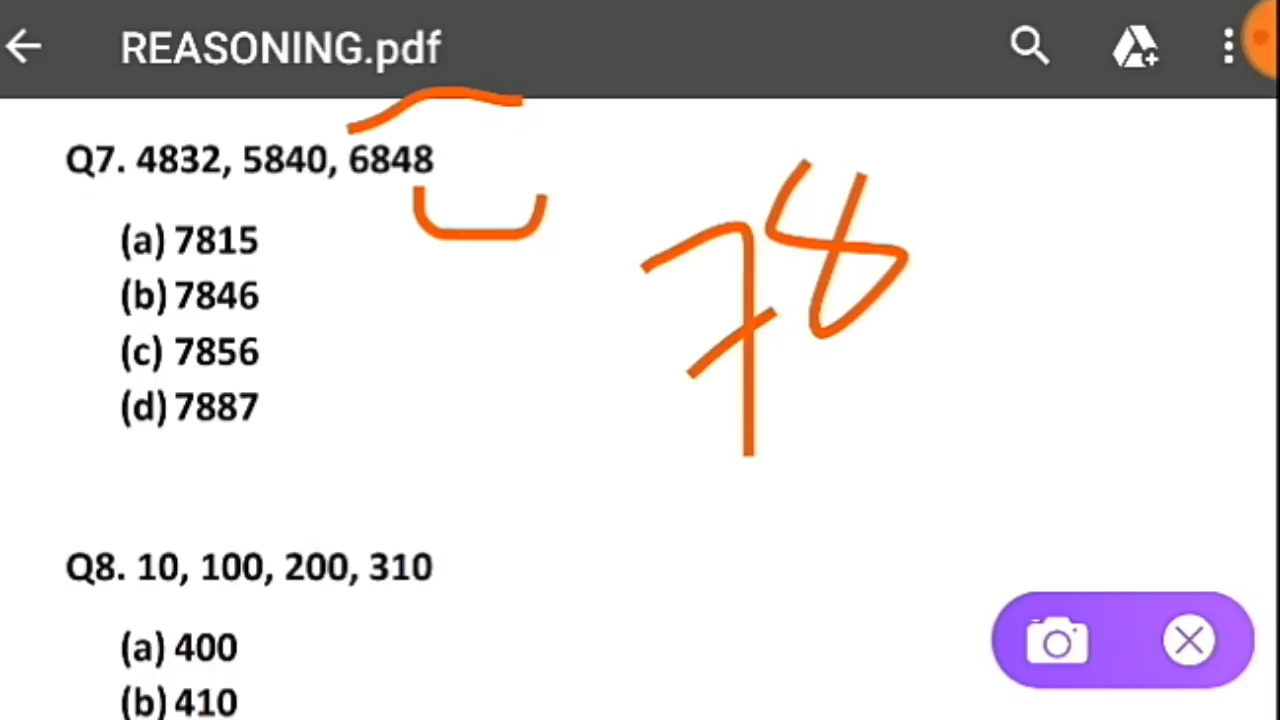 REASONING.pdf
Q7. 4832, 5840, 6848
(a) 7815
(b) 7846
(c) 7856
(d) 7887
78
Q8. 10, 100, 200, 310
(a) 400
(b) 410